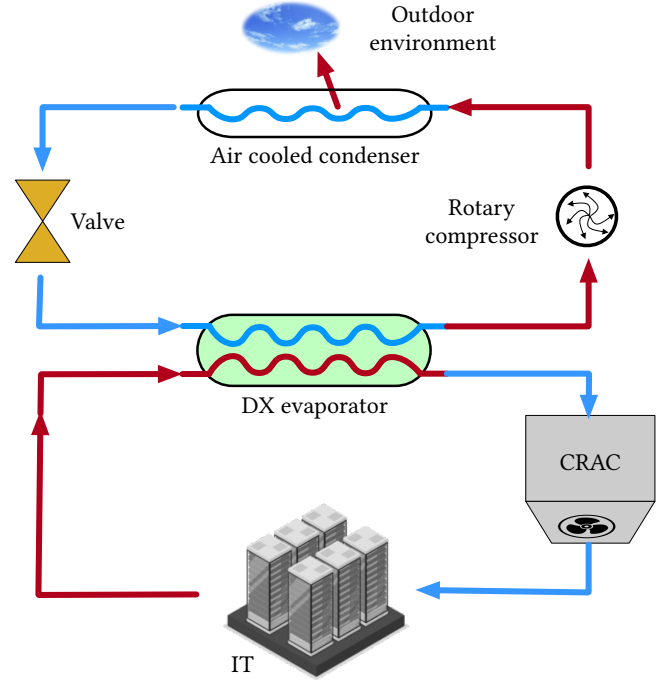 Outdoor
environment
Air cooled condenser
Valve
Rotary
compressor
DX evaporator
CRAC
IT